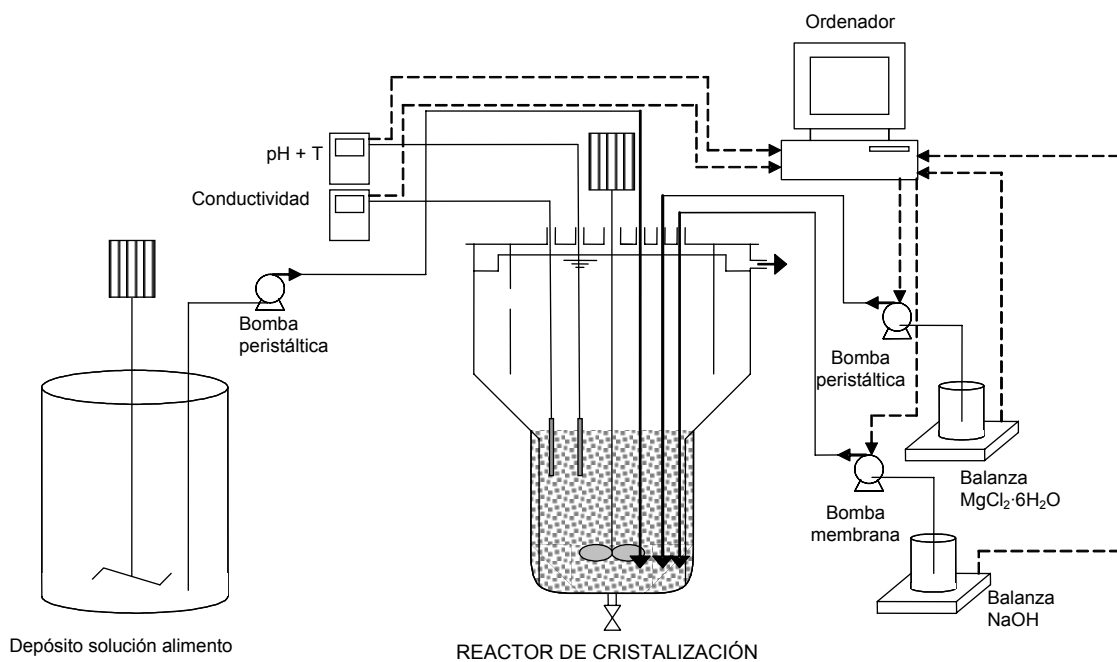 Ordenador
pH + T
Conductividad
Bomba
peristáltica
Bomba
peristáltica
Balanza
MgCl₂·6H₂O
Bomba
membrana
Balanza
NaOH
Depósito solución alimento
REACTOR DE CRISTALIZACIÓN